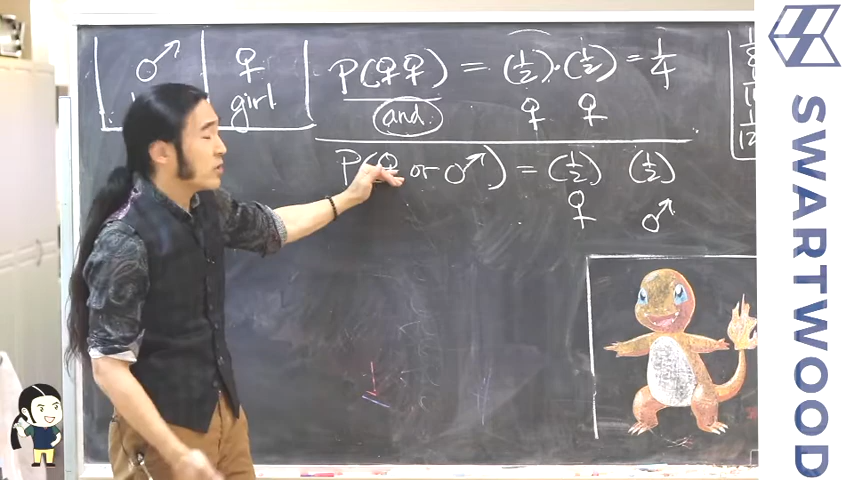 ♂ ♀ P(♀♀) = (1/2)·(1/2) = 1/4
girl and ♀ ♀
P(♀ or ♂) = (1/2) (1/2)
♀ ♂
SWARTWOOD